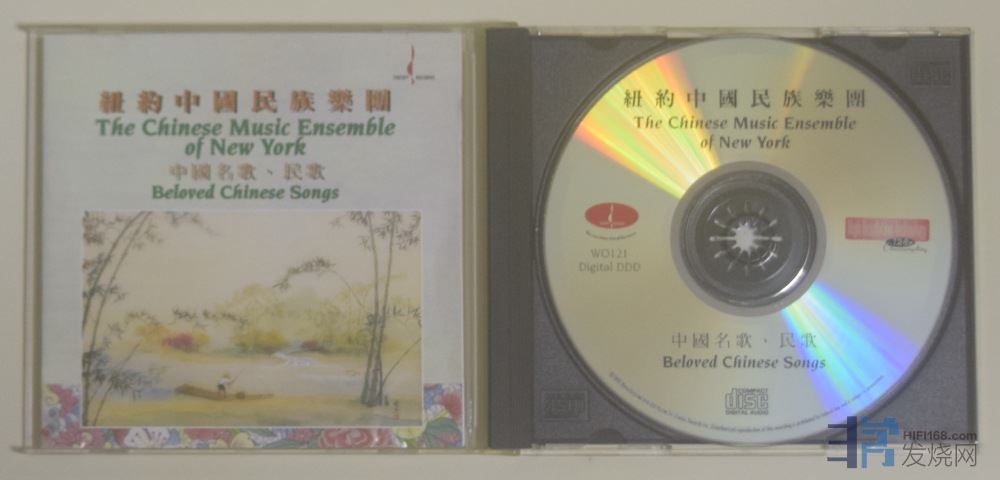 紐約中國民族樂團
The Chinese Music Ensemble
of New York
中國名歌、民歌
Beloved Chinese Songs
紐約中國民族樂團
The Chinese Music Ensemble
of New York
WO121
Digital DDD
中國名歌、民歌
Beloved Chinese Songs
COMPACT
disc
DIGITAL AUDIO
非常
HIFI168.com
发烧网